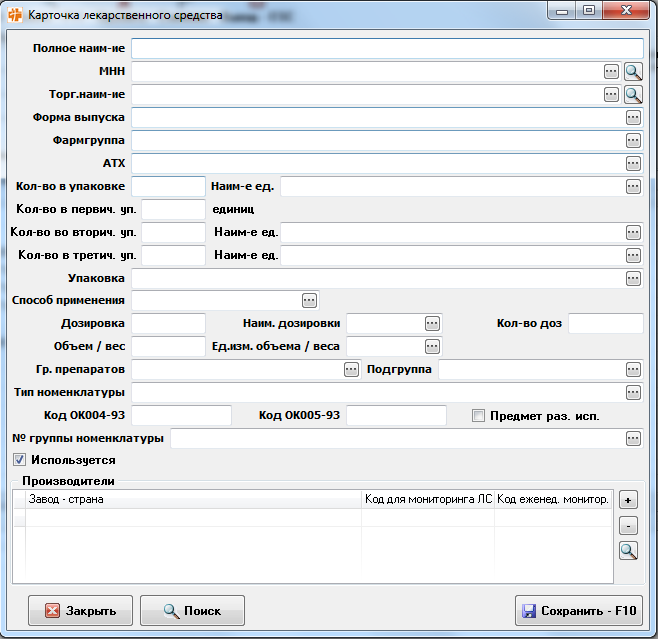 Карточка лекарственного средства
Полное наим-ие
МНН
Торг.наим-ие
Форма выпуска
Фармгруппа
АТХ
Кол-во в упаковке Наим-е ед.
Кол-во в первич. уп. единиц
Кол-во во вторич. уп. Наим-е ед.
Кол-во в третич. уп. Наим-е ед.
Упаковка
Способ применения
Дозировка Наим. дозировки Кол-во доз
Объем / вес Ед.изм. объема / веса
Гр. препаратов Подгруппа
Тип номенклатуры
Код ОК004-93 Код ОК005-93 Предмет раз. исп.
№ группы номенклатуры
Используется
Производители
Завод - страна Код для мониторинга ЛС Код еженед. монитор.
+
-
Закрыть Поиск Сохранить - F10